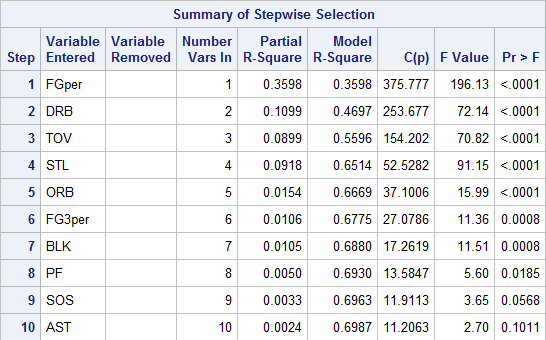 Summary of Stepwise Selection
Step Variable Entered Variable Removed Number Vars In Partial R-Square Model R-Square C(p) F Value Pr > F
1 FGper 1 0.3598 0.3598 375.777 196.13 <.0001
2 DRB 2 0.1099 0.4697 253.677 72.14 <.0001
3 TOV 3 0.0899 0.5596 154.202 70.82 <.0001
4 STL 4 0.0918 0.6514 52.5282 91.15 <.0001
5 ORB 5 0.0154 0.6669 37.1006 15.99 <.0001
6 FG3per 6 0.0106 0.6775 27.0786 11.36 0.0008
7 BLK 7 0.0105 0.6880 17.2619 11.51 0.0008
8 PF 8 0.0050 0.6930 13.5847 5.60 0.0185
9 SOS 9 0.0033 0.6963 11.9113 3.65 0.0568
10 AST 10 0.0024 0.6987 11.2063 2.70 0.1011